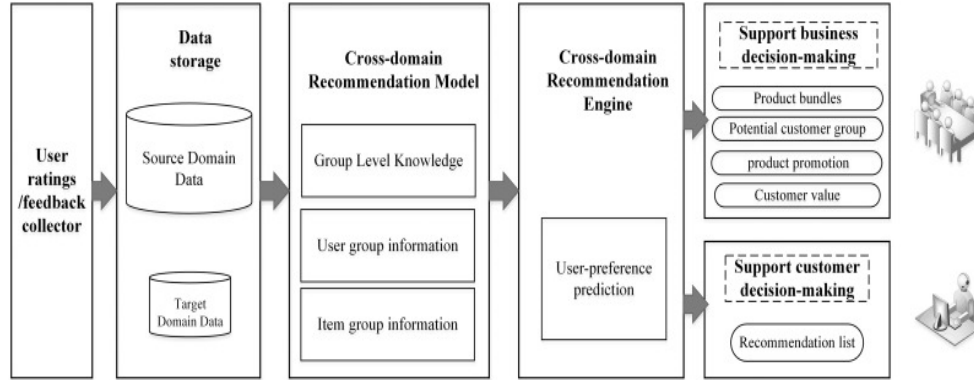 User
ratings
/feedback
collector
Data
storage
Source Domain
Data
Target
Domain Data
Cross-domain
Recommendation Model
Group Level Knowledge
User group information
Item group information
Cross-domain
Recommendation
Engine
User-preference
prediction
Support business
decision-making
Product bundles
Potential customer group
product promotion
Customer value
Support customer
decision-making
Recommendation list